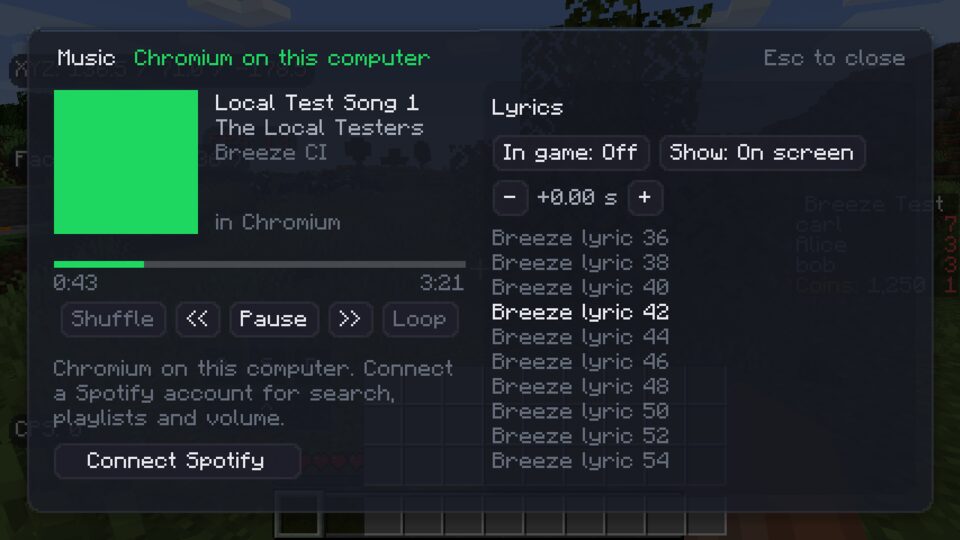 Music Chromium on this computer
Esc to close
Local Test Song 1
The Local Testers
Breeze CI
in Chromium
0:43
3:21
Shuffle
<<
Pause
>>
Loop
Chromium on this computer. Connect
a Spotify account for search,
playlists and volume.
Connect Spotify
Lyrics
In game: Off
Show: On screen
- +0.00 s +
Breeze lyric 36
Breeze lyric 38
Breeze lyric 40
Breeze lyric 42
Breeze lyric 44
Breeze lyric 46
Breeze lyric 48
Breeze lyric 50
Breeze lyric 52
Breeze lyric 54
Breeze Test
carl 7
Alice 3
bob 3
Coins: 1,250 1